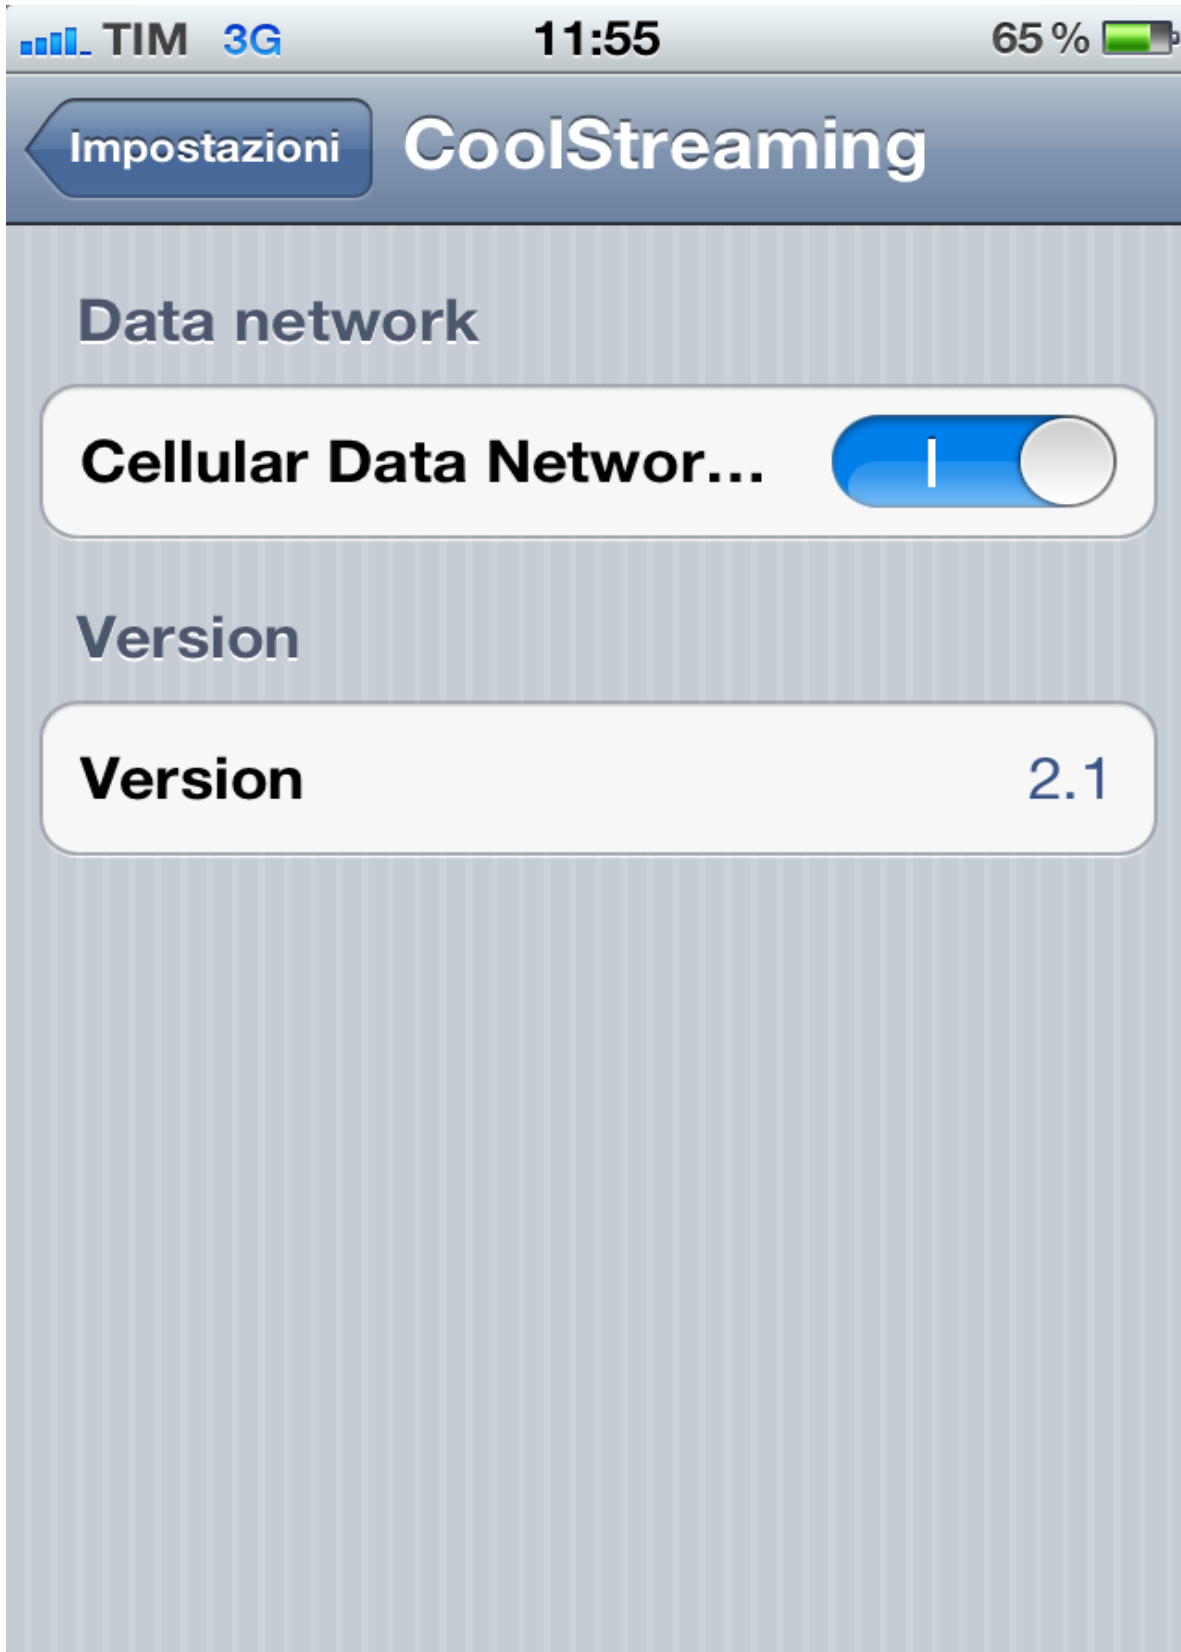 TIM 3G 11:55 65 %
Impostazioni CoolStreaming
Data network
Cellular Data Networ...
Version
Version 2.1